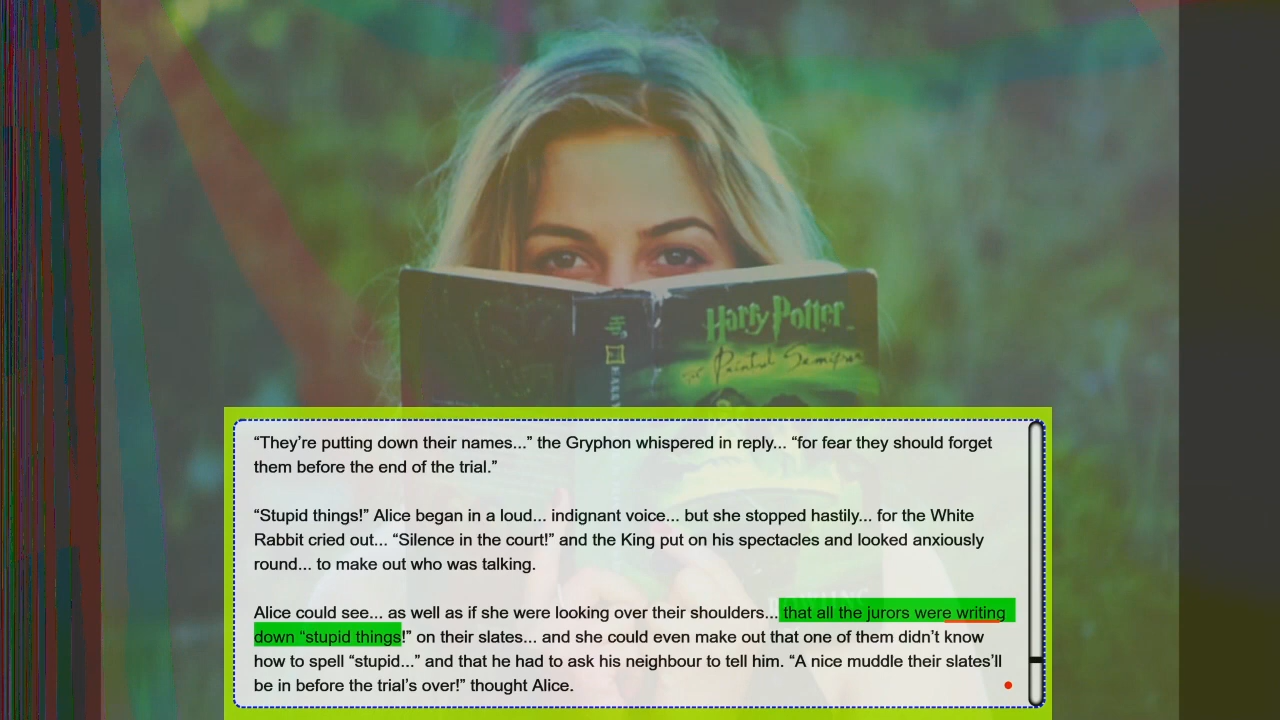 Harry Potter
“They’re putting down their names...” the Gryphon whispered in reply... “for fear they should forget
them before the end of the trial.”
“Stupid things!” Alice began in a loud... indignant voice... but she stopped hastily... for the White
Rabbit cried out... “Silence in the court!” and the King put on his spectacles and looked anxiously
round... to make out who was talking.
Alice could see... as well as if she were looking over their shoulders... that all the jurors were writing
down “stupid things!” on their slates... and she could even make out that one of them didn’t know
how to spell “stupid...” and that he had to ask his neighbour to tell him. “A nice muddle their slates’ll
be in before the trial’s over!” thought Alice.